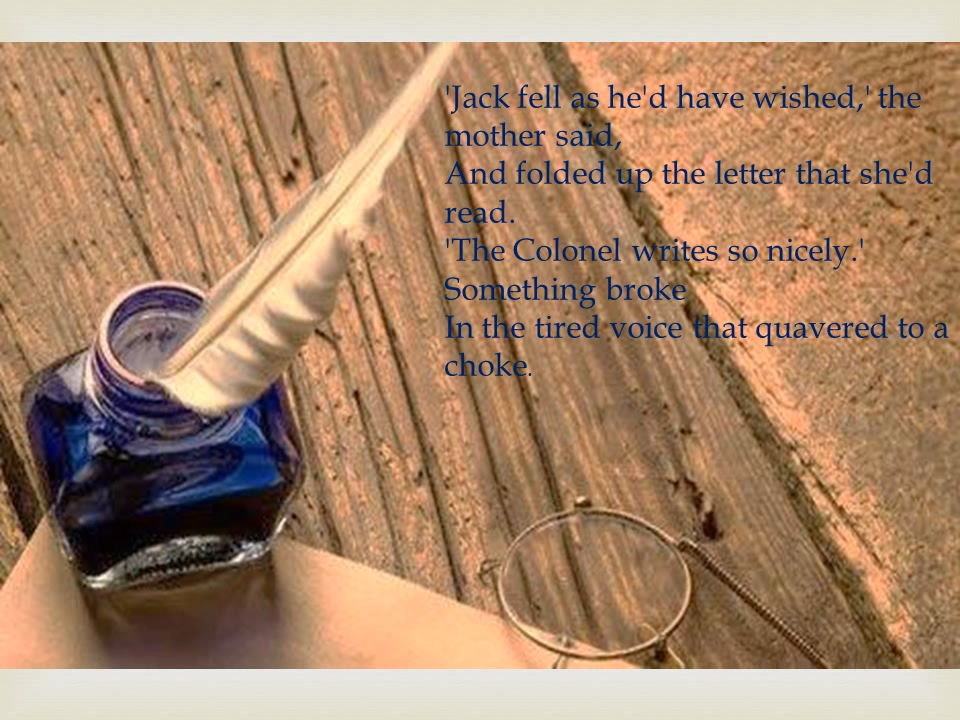 'Jack fell as he'd have wished,' the
mother said,
And folded up the letter that she'd
read.
'The Colonel writes so nicely.'
Something broke
In the tired voice that quavered to a
choke.